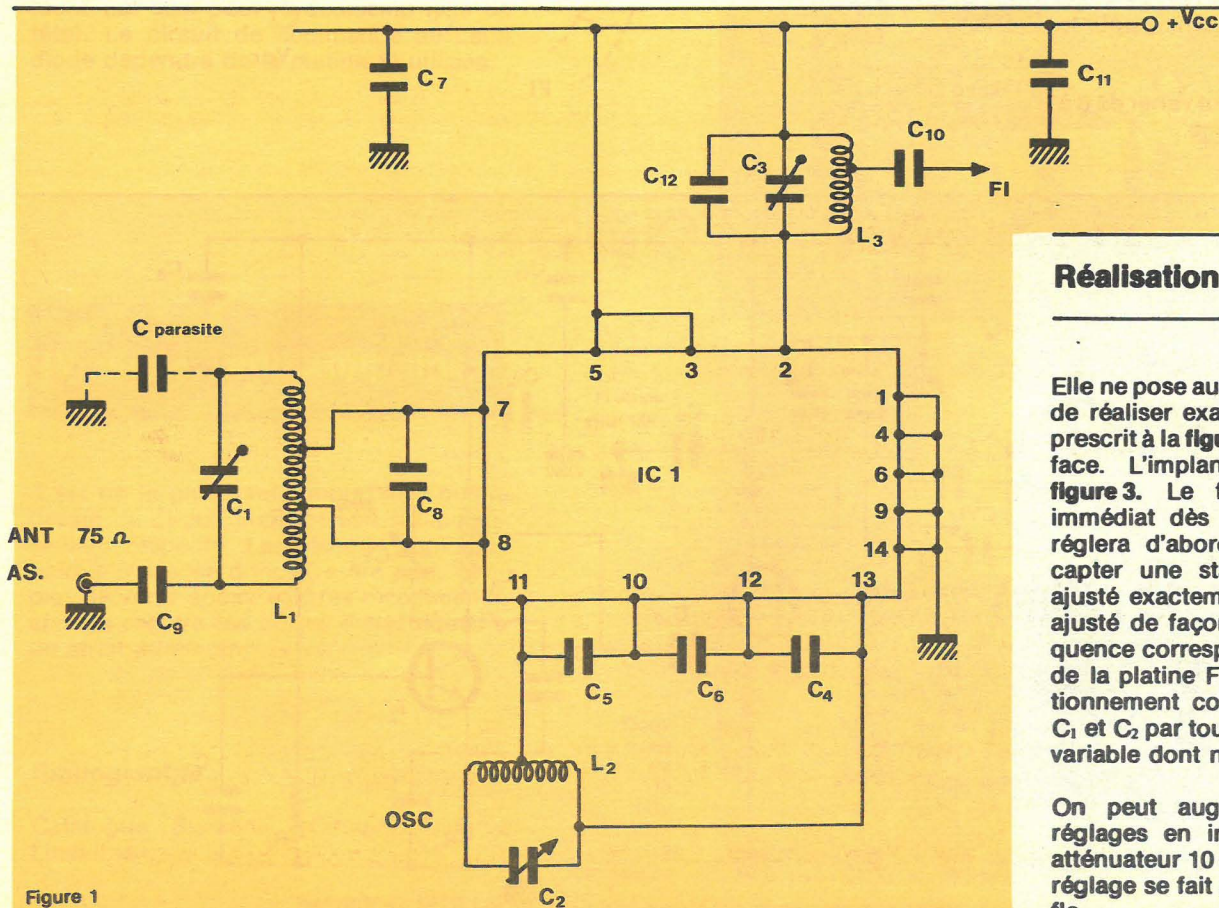 +Vcc
C7
C11
C10
C12
C3
FI
L3
C parasite
5
3
2
7
1
4
IC 1
6
C1
C8
9
ANT 75 Ω
8
14
AS.
11
10
12
13
C9
L1
C5
C6
C4
L2
OSC
C2
Figure 1
Réalisation
Elle ne pose au
de réaliser exa
prescrit à la figu
face. L'implan
figure 3. Le f
immédiat dès
réglera d'abor
capter une st
ajusté exactem
ajusté de façor
quence corresp
de la platine F
tionnement co
C1 et C2 par tou
variable dont n
On peut aug
réglages en in
atténuateur 10
réglage se fait